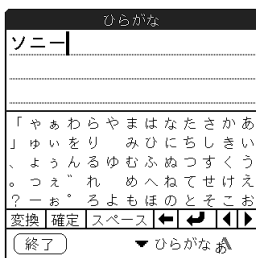 ひらがな
ソニー
「 ゃ ぁ わ ら や ま は な た さ か あ
」 ゅ ぃ を り み ひ に ち し き い
、 ょ ぅ ん る ゆ む ふ ぬ つ す く う
。 っ ぇ ゛ れ め へ ね て せ け え
? ー ぉ ゜ ろ よ も ほ の と そ こ お
変換 確定 スペース
終了 ▼ ひらがな あA